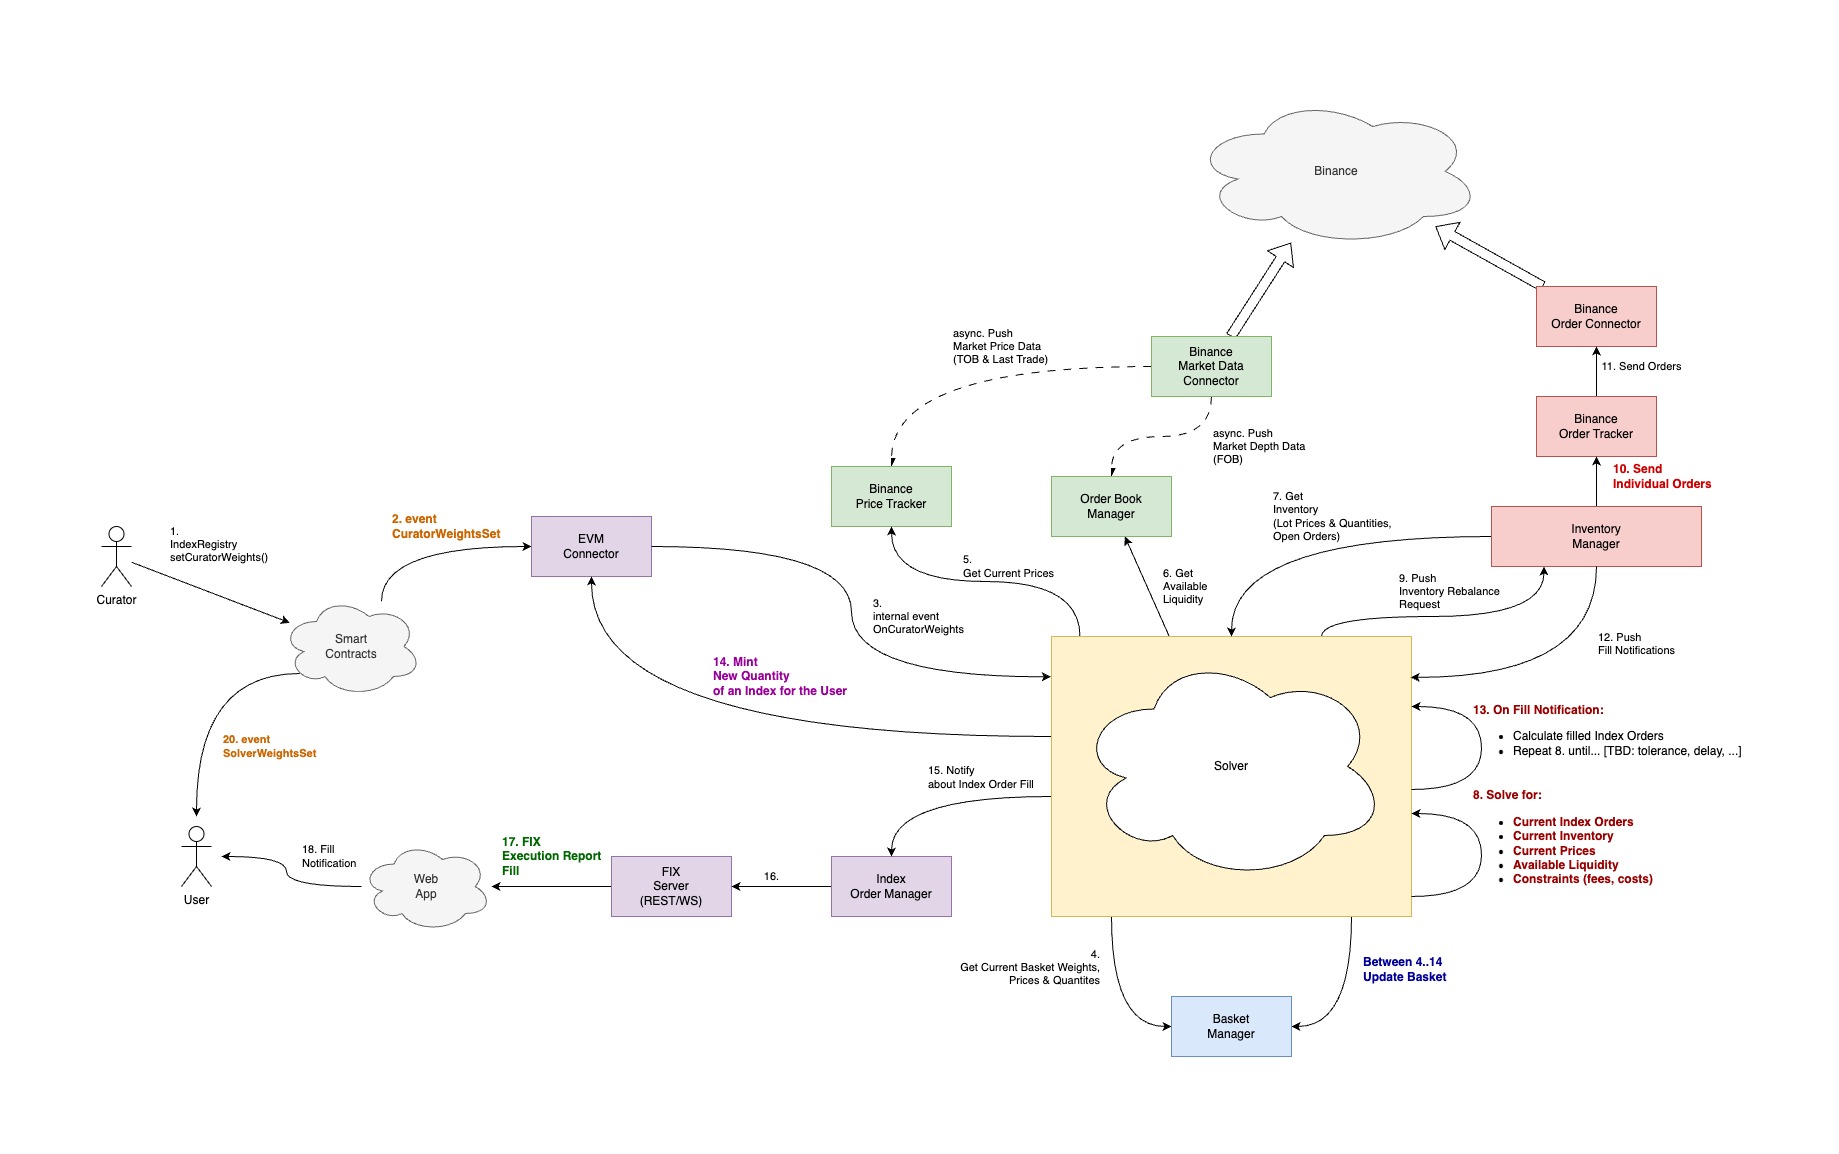 Binance
Binance
Order Connector
11. Send Orders
Binance
Order Tracker
10. Send
Individual Orders
Inventory
Manager
async. Push
Market Price Data
(TOB & Last Trade)
Binance
Market Data
Connector
async. Push
Market Depth Data
(FOB)
Binance
Price Tracker
Order Book
Manager
7. Get
Inventory
(Lot Prices & Quantities,
Open Orders)
5.
Get Current Prices
6. Get
Available
Liquidity
9. Push
Inventory Rebalance
Request
12. Push
Fill Notifications
1.
IndexRegistry
setCuratorWeights()
Curator
2. event
CuratorWeightsSet
EVM
Connector
Smart
Contracts
3.
internal event
OnCuratorWeights
14. Mint
New Quantity
of an Index for the User
20. event
SolverWeightsSet
Solver
13. On Fill Notification:
• Calculate filled Index Orders
• Repeat 8. until... [TBD: tolerance, delay, ...]
8. Solve for:
• Current Index Orders
• Current Inventory
• Current Prices
• Available Liquidity
• Constraints (fees, costs)
15. Notify
about Index Order Fill
User
18. Fill
Notification
Web
App
17. FIX
Execution Report
Fill
FIX
Server
(REST/WS)
16.
Index
Order Manager
4.
Get Current Basket Weights,
Prices & Quantites
Between 4..14
Update Basket
Basket
Manager